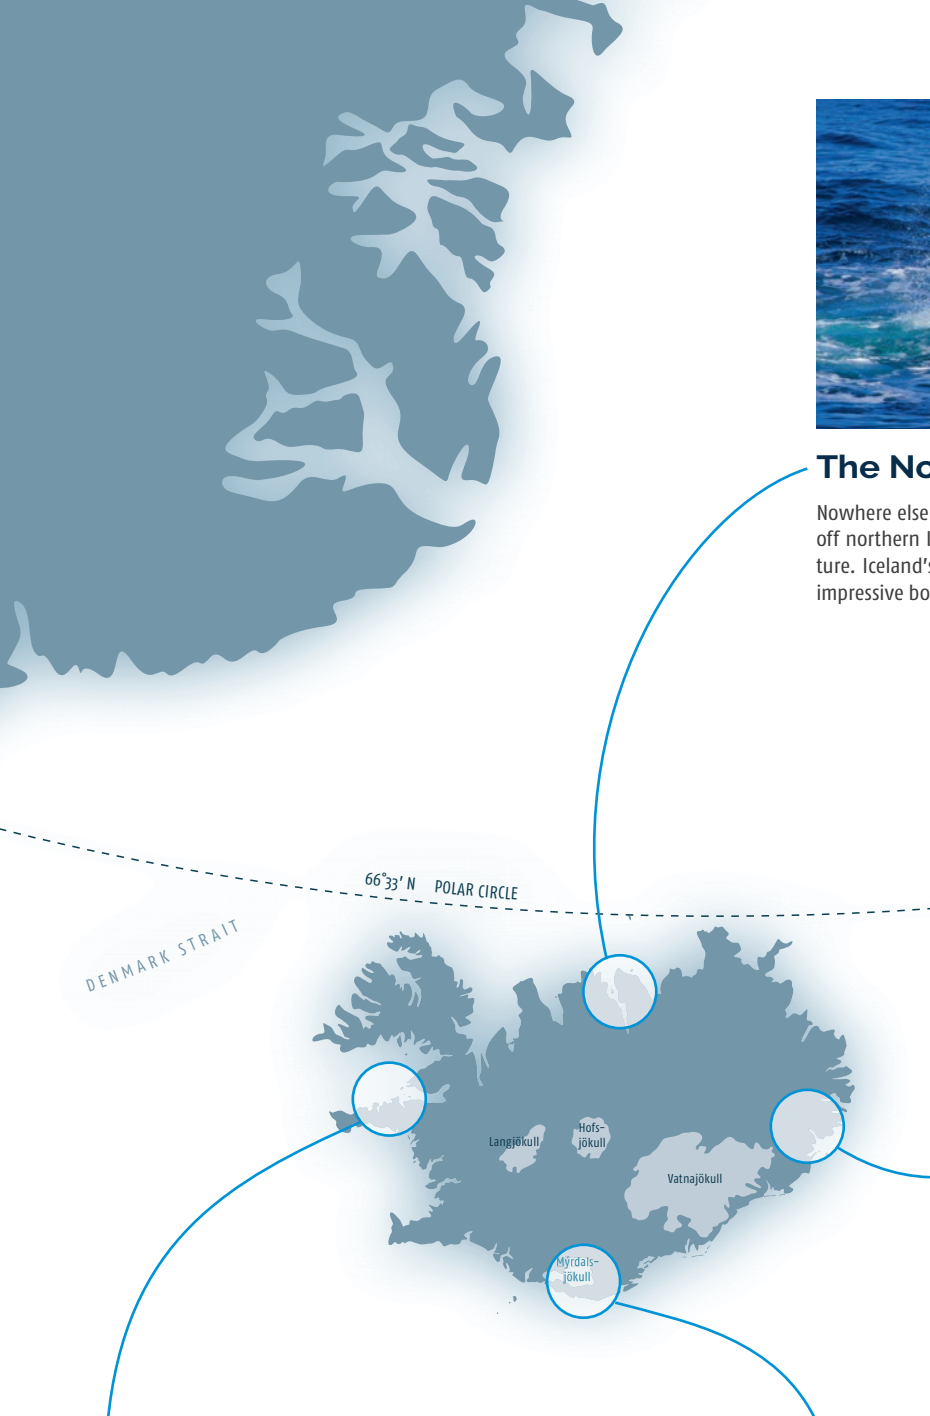 The No
Nowhere else
off northern I
ture. Iceland's
impressive bo
66°33' N POLAR CIRCLE
DENMARK STRAIT
Hofs-
jökull
Langjökull
Vatnajökull
Mýrdals-
jökull